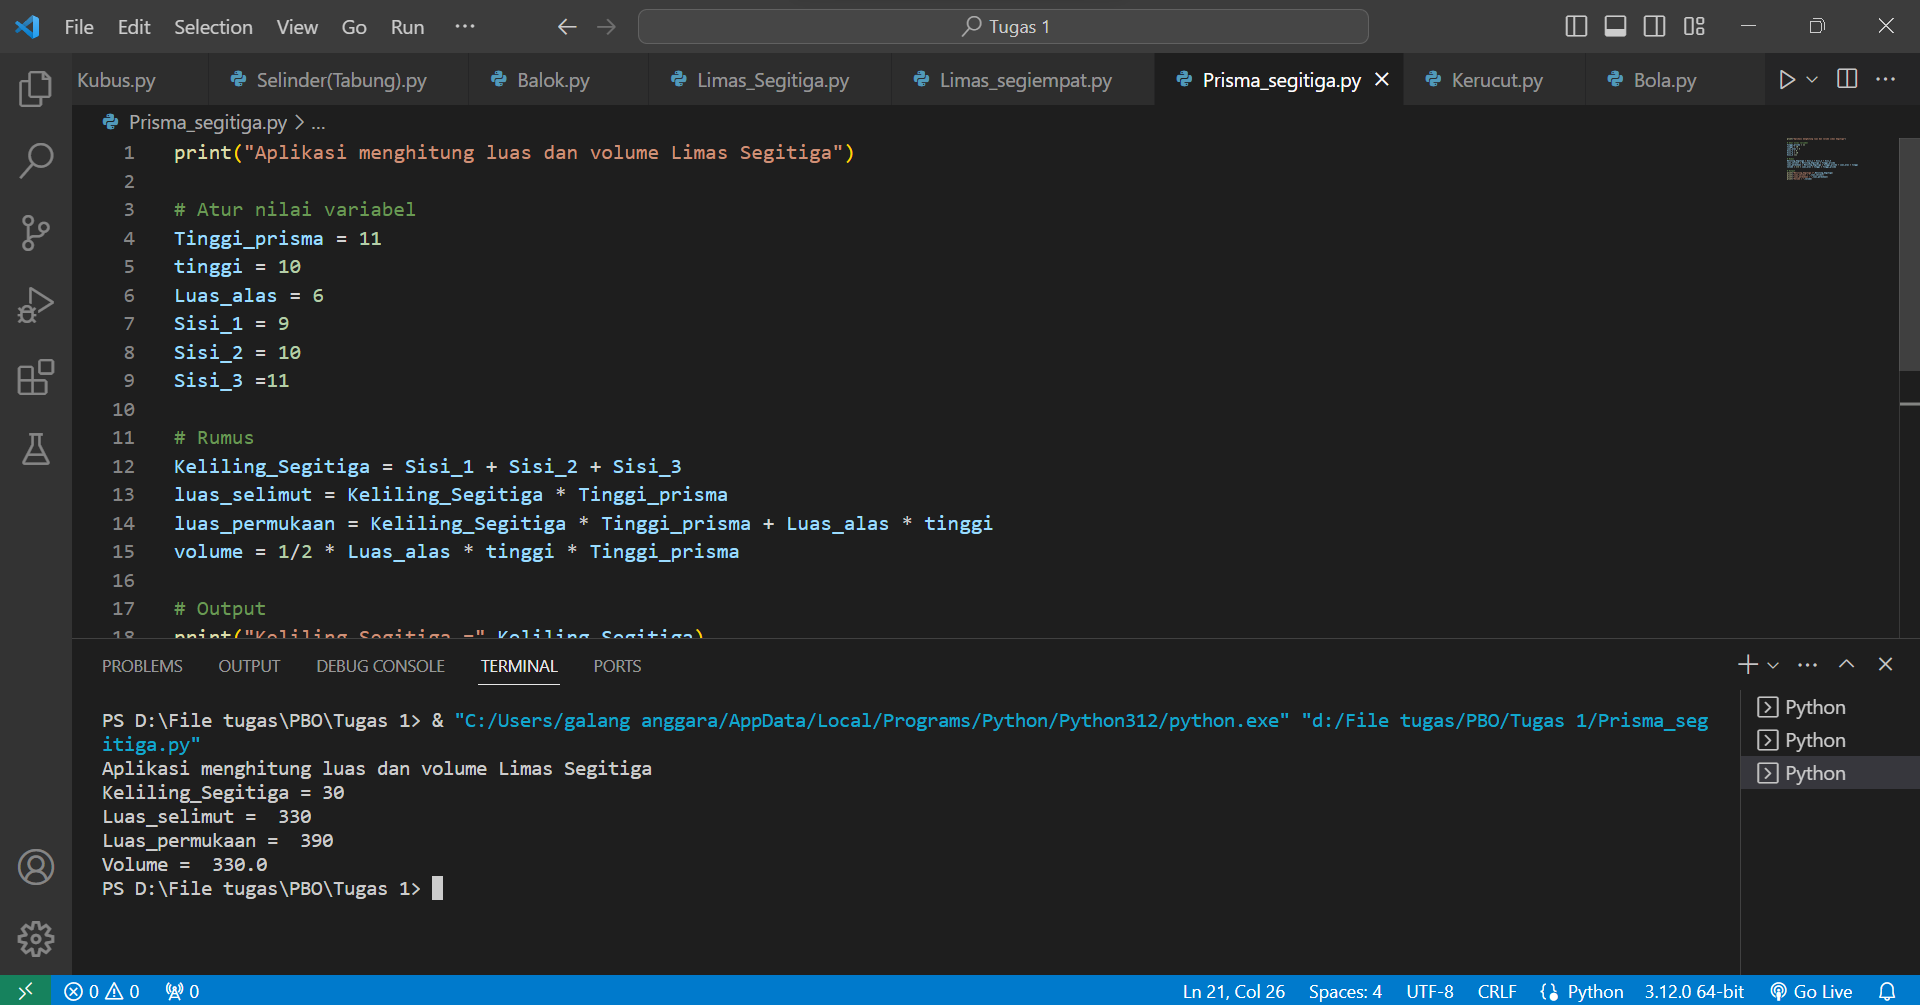 File Edit Selection View Go Run ··· Tugas 1
Kubus.py Selinder(Tabung).py Balok.py Limas_Segitiga.py Limas_segiempat.py Prisma_segitiga.py Kerucut.py Bola.py
Prisma_segitiga.py > ...
1 print("Aplikasi menghitung luas dan volume Limas Segitiga")
2
3 # Atur nilai variabel
4 Tinggi_prisma = 11
5 tinggi = 10
6 Luas_alas = 6
7 Sisi_1 = 9
8 Sisi_2 = 10
9 Sisi_3 =11
10
11 # Rumus
12 Keliling_Segitiga = Sisi_1 + Sisi_2 + Sisi_3
13 luas_selimut = Keliling_Segitiga * Tinggi_prisma
14 luas_permukaan = Keliling_Segitiga * Tinggi_prisma + Luas_alas * tinggi
15 volume = 1/2 * Luas_alas * tinggi * Tinggi_prisma
16
17 # Output
18 print("Keliling_Segitiga =",Keliling_Segitiga)
PROBLEMS OUTPUT DEBUG CONSOLE TERMINAL PORTS
PS D:\File tugas\PBO\Tugas 1> & "C:/Users/galang anggara/AppData/Local/Programs/Python/Python312/python.exe" "d:/File tugas/PBO/Tugas 1/Prisma_seg
itiga.py"
Aplikasi menghitung luas dan volume Limas Segitiga
Keliling_Segitiga = 30
Luas_selimut =  330
Luas_permukaan =  390
Volume =  330.0
PS D:\File tugas\PBO\Tugas 1>
Python
Python
Python
0 0 0 Ln 21, Col 26 Spaces: 4 UTF-8 CRLF Python 3.12.0 64-bit Go Live